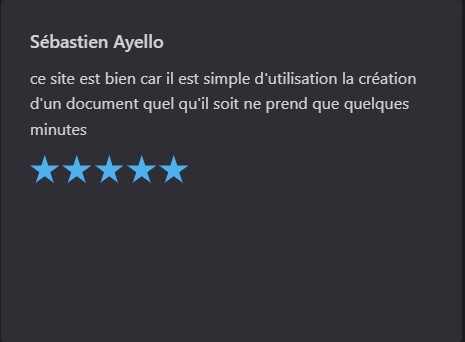 Sébastien Ayello
ce site est bien car il est simple d'utilisation la création
d'un document quel qu'il soit ne prend que quelques
minutes